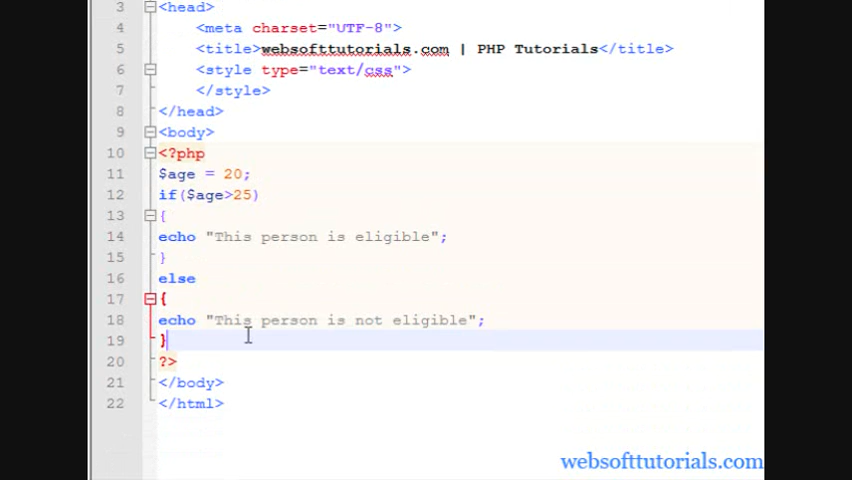 3 <head>
4 <meta charset="UTF-8">
5 <title>websofttutorials.com | PHP Tutorials</title>
6 <style type="text/css">
7 </style>
8 </head>
9 <body>
10 <?php
11 $age = 20;
12 if($age>25)
13 {
14 echo "This person is eligible";
15 }
16 else
17 {
18 echo "This person is not eligible";
19 }
20 ?>
21 </body>
22 </html>
websofttutorials.com